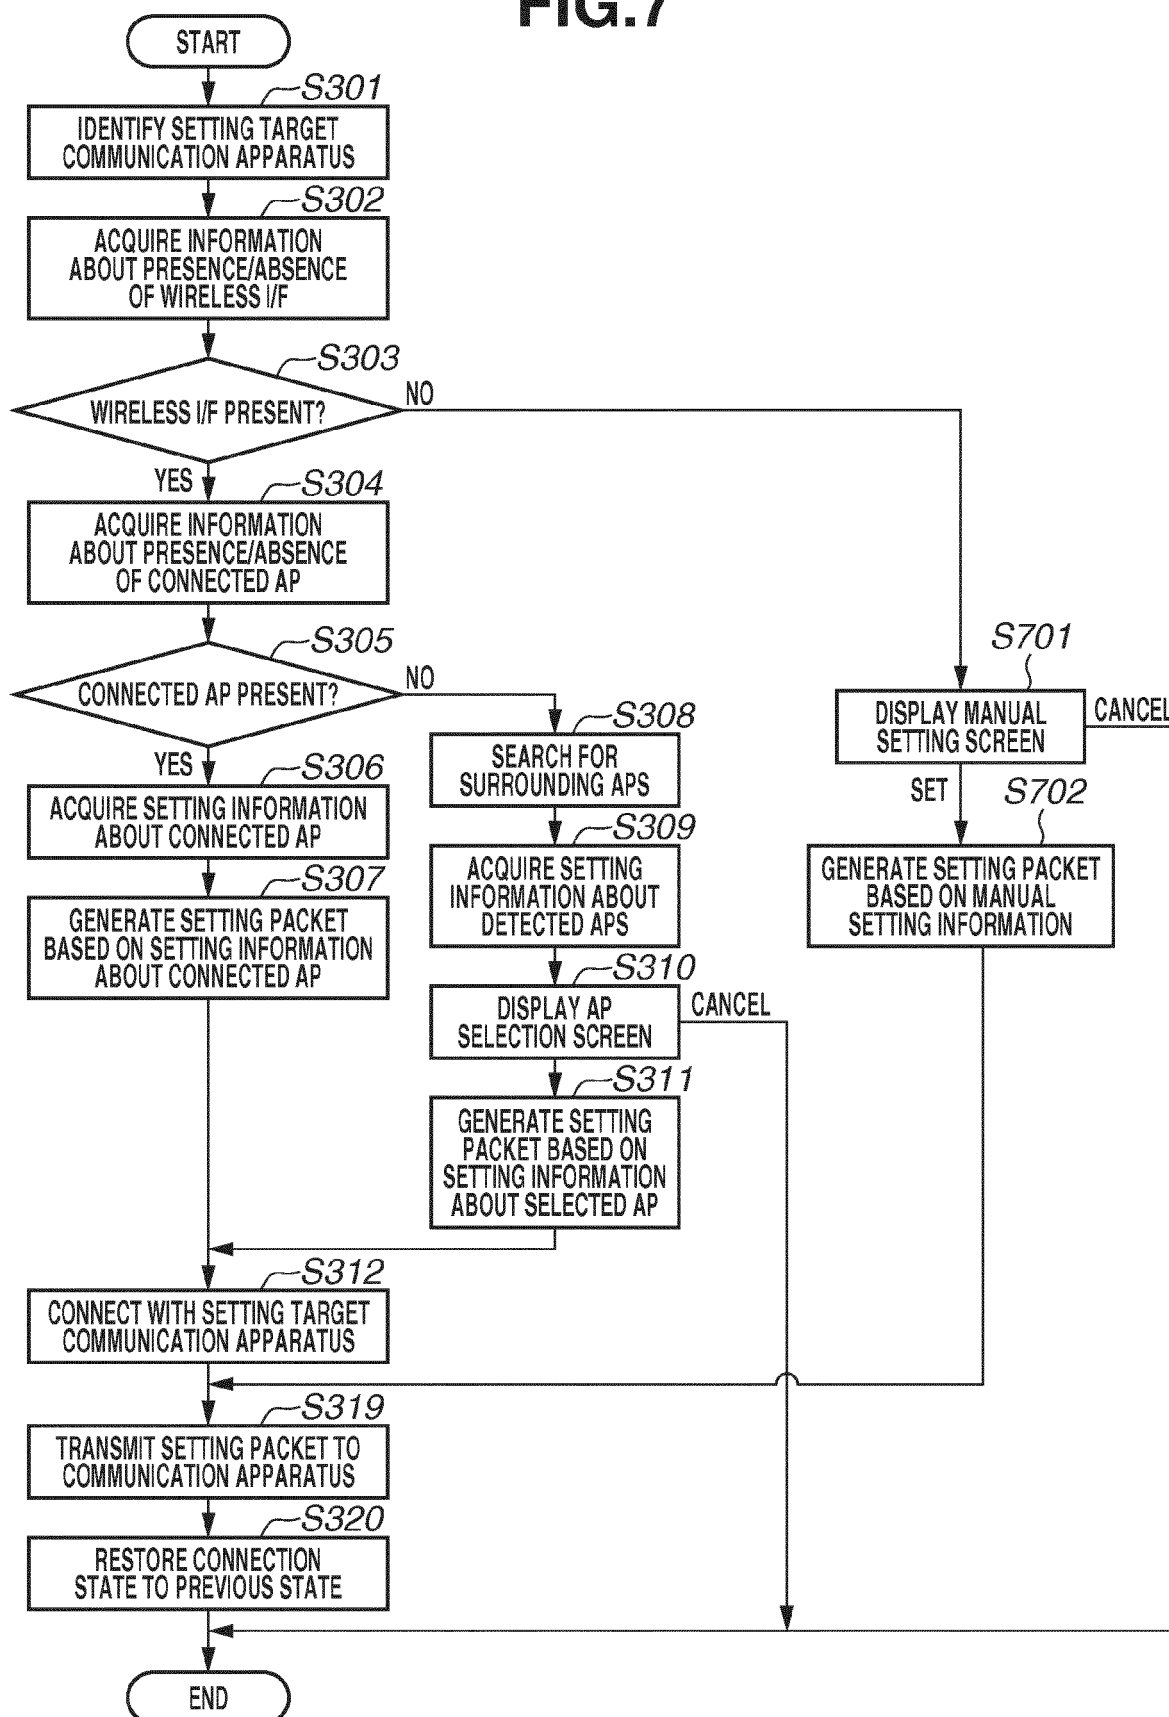 FIG.7
START
S301
IDENTIFY SETTING TARGET
COMMUNICATION APPARATUS
S302
ACQUIRE INFORMATION
ABOUT PRESENCE/ABSENCE
OF WIRELESS I/F
S303
WIRELESS I/F PRESENT?
NO
YES
S304
ACQUIRE INFORMATION
ABOUT PRESENCE/ABSENCE
OF CONNECTED AP
S305
CONNECTED AP PRESENT?
NO
YES
S306
ACQUIRE SETTING INFORMATION
ABOUT CONNECTED AP
S307
GENERATE SETTING PACKET
BASED ON SETTING INFORMATION
ABOUT CONNECTED AP
S308
SEARCH FOR
SURROUNDING APS
S309
ACQUIRE SETTING
INFORMATION ABOUT
DETECTED APS
S310
DISPLAY AP
SELECTION SCREEN
CANCEL
S311
GENERATE SETTING
PACKET BASED ON
SETTING INFORMATION
ABOUT SELECTED AP
S701
DISPLAY MANUAL
SETTING SCREEN
CANCEL
SET
S702
GENERATE SETTING PACKET
BASED ON MANUAL
SETTING INFORMATION
S312
CONNECT WITH SETTING TARGET
COMMUNICATION APPARATUS
S319
TRANSMIT SETTING PACKET TO
COMMUNICATION APPARATUS
S320
RESTORE CONNECTION
STATE TO PREVIOUS STATE
END